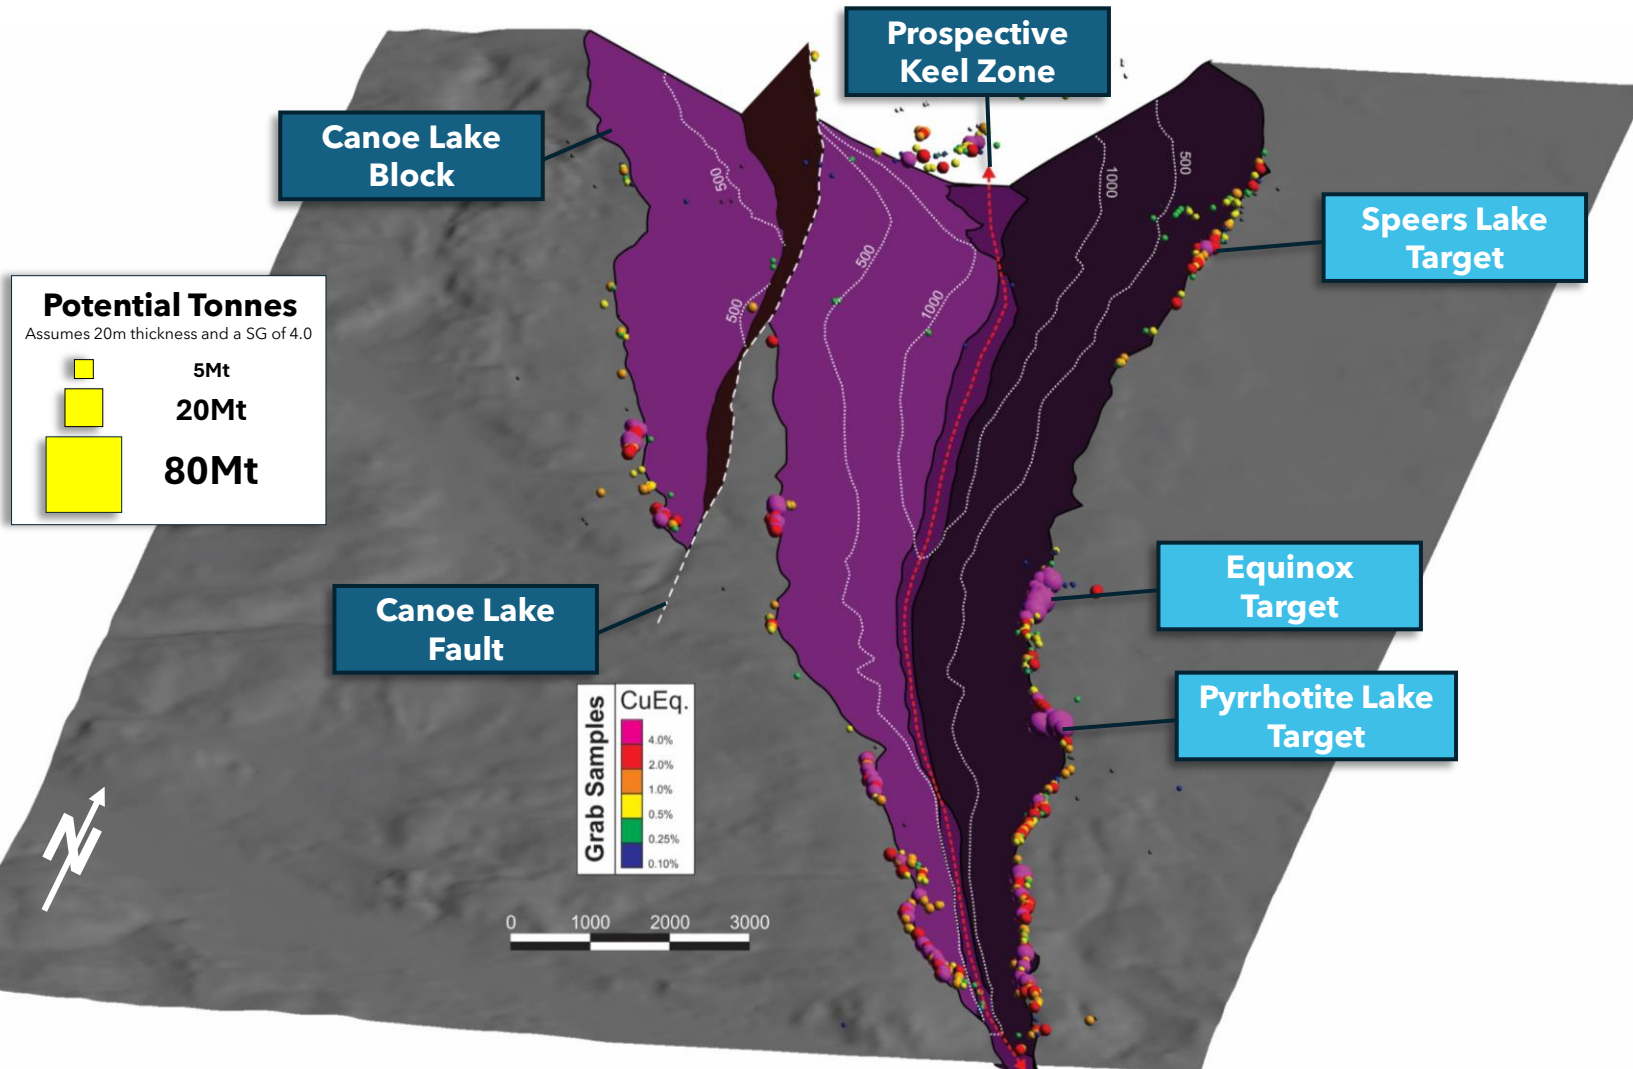 Prospective
Keel Zone
Canoe Lake
Block
Speers Lake
Target
500
1000
500
500
1000
500
Potential Tonnes
Assumes 20m thickness and a SG of 4.0
5Mt
20Mt
80Mt
Equinox
Target
Canoe Lake
Fault
Pyrrhotite Lake
Target
Grab Samples
CuEq.
4.0%
2.0%
1.0%
0.5%
0.25%
0.10%
N
0 1000 2000 3000